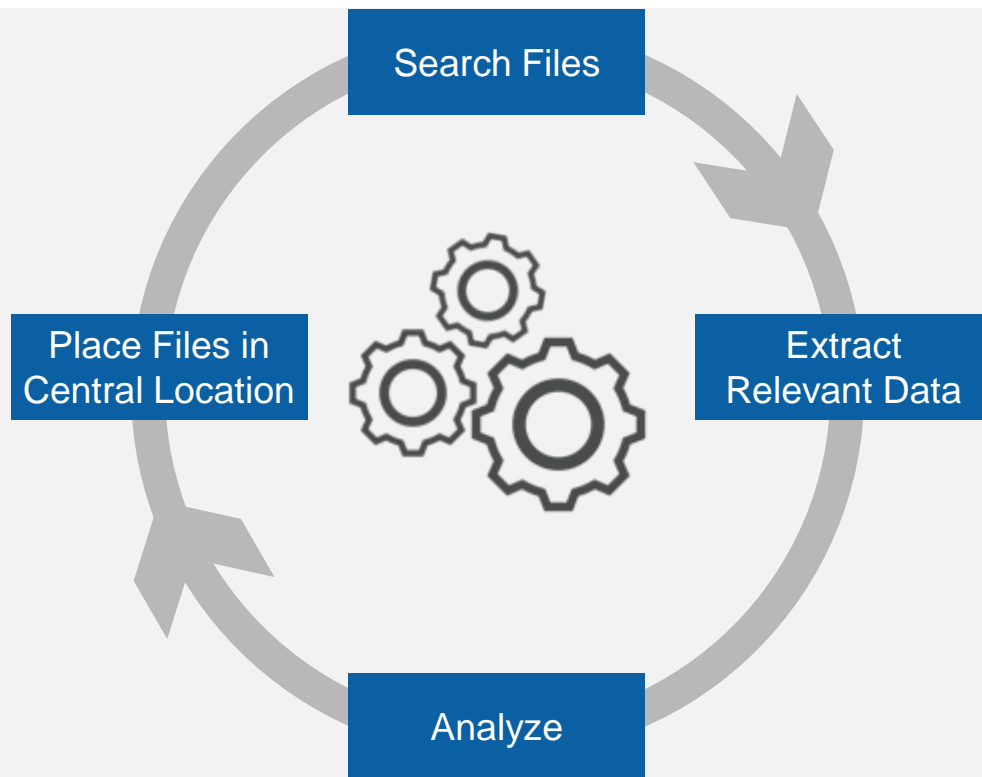 Search Files
Place Files in
Central Location
Extract
Relevant Data
Analyze